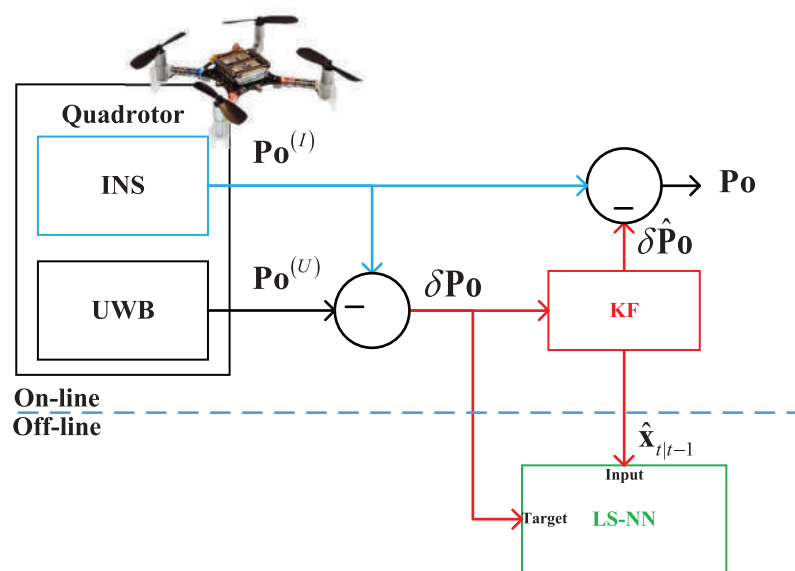 Quadrotor
INS
Po^(I)
Po
−
δP̂o
UWB
Po^(U)
−
δPo
KF
On-line
Off-line
x̂_{t|t−1}
Input
Target
LS-NN